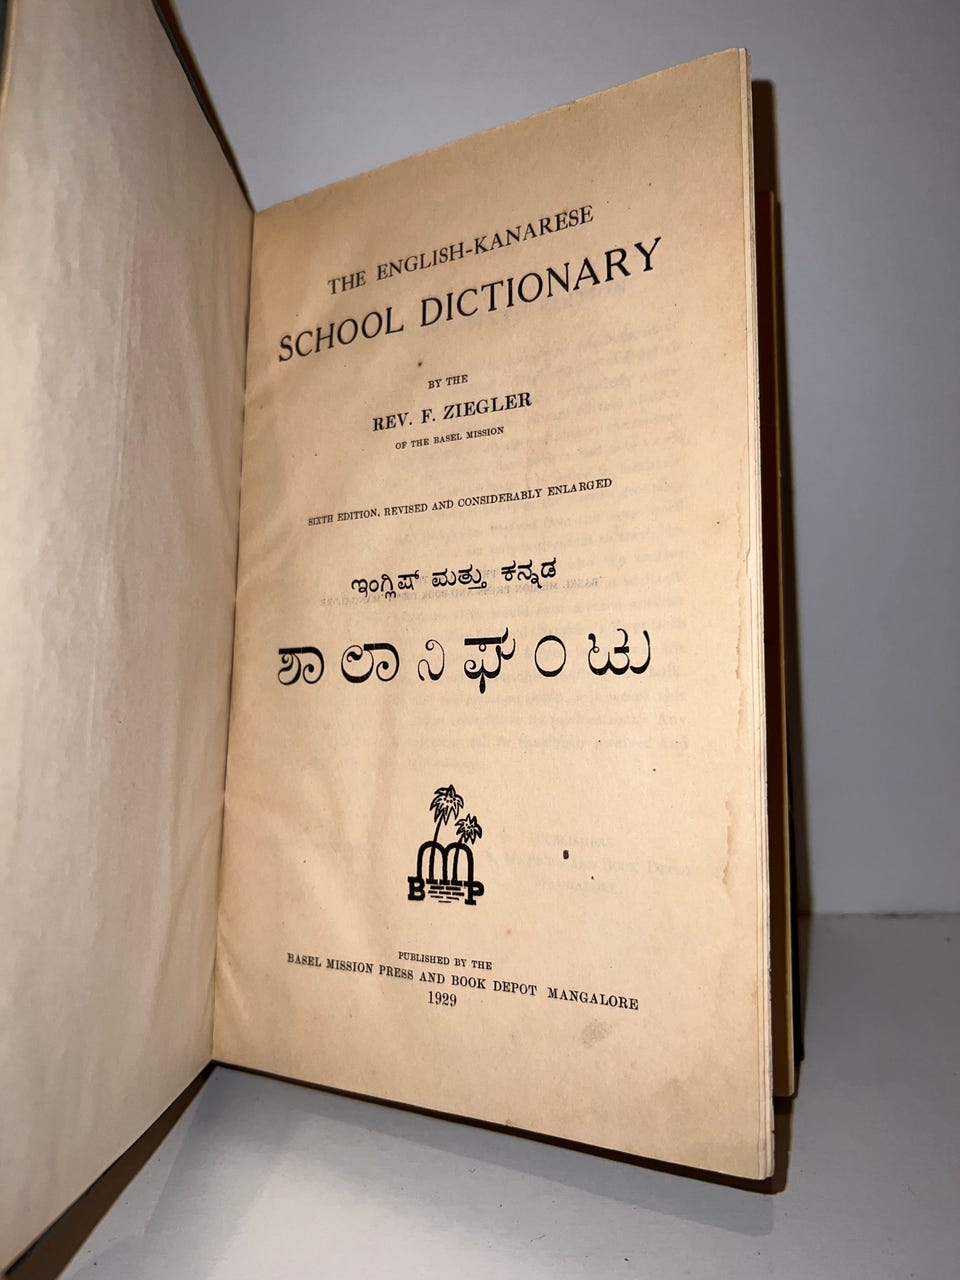 THE ENGLISH-KANARESE
SCHOOL DICTIONARY
BY THE
REV. F. ZIEGLER
OF THE BASEL MISSION
SIXTH EDITION, REVISED AND CONSIDERABLY ENLARGED
ಇಂಗ್ಲಿಷ್ ಮತ್ತು ಕನ್ನಡ
ಶಾಲಾನಿಘಂಟು
BMP
PUBLISHED BY THE
BASEL MISSION PRESS AND BOOK DEPOT MANGALORE
1929